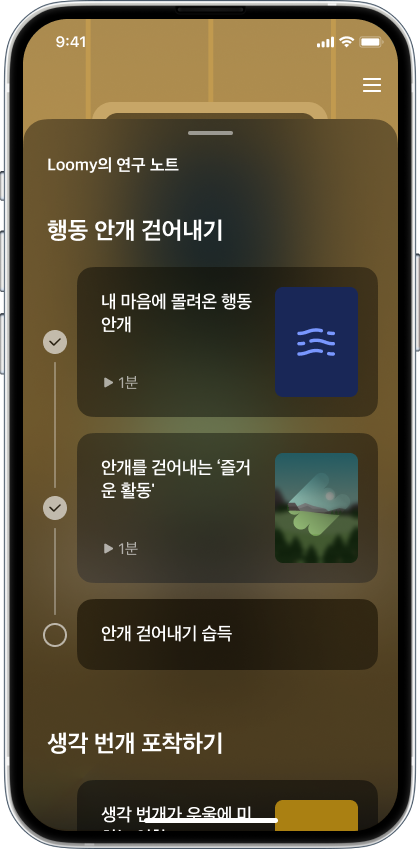 9:41
Loomy의 연구 노트
행동 안개 걷어내기
내 마음에 몰려온 행동
안개
1분
안개를 걷어내는 ‘즐거
운 활동’
1분
안개 걷어내기 습득
생각 번개 포착하기
생각 번개가 우울에 미